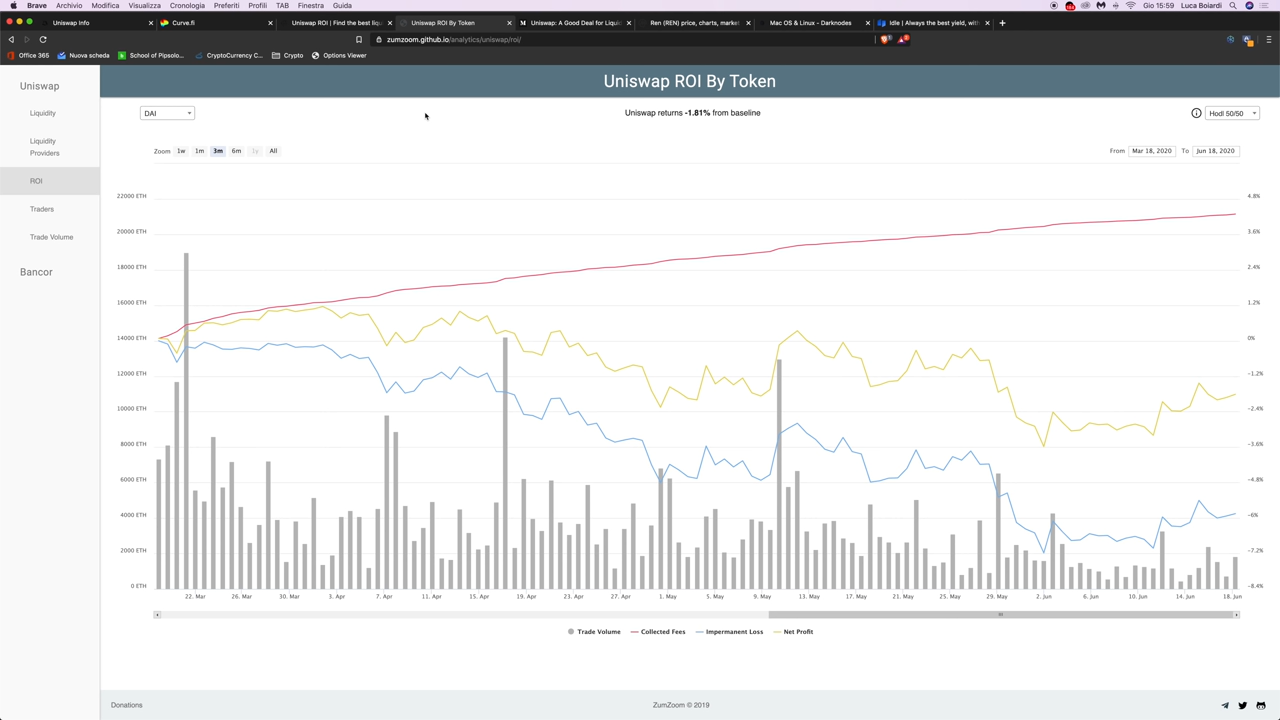 Brave Archivio Modifica Visualizza Cronologia Preferiti Profili TAB Finestra Guida Gio 15:59 Luca Boiardi
Uniswap Info Curve.fi Uniswap ROI | Find the best liq Uniswap ROI By Token Uniswap: A Good Deal for Liqui Ren (REN) price, charts, market Mac OS & Linux - Darknodes Idle | Always the best yield, with
zumzoom.github.io/analytics/uniswap/roi/
Office 365 Nuova scheda School of Pipsolo... CryptoCurrency C... Crypto Options Viewer
Uniswap
Uniswap ROI By Token
Liquidity
DAI
Uniswap returns -1.81% from baseline
Hodl 50/50
Liquidity
Providers
Zoom 1w 1m 3m 6m 1y All
From Mar 18, 2020 To Jun 18, 2020
ROI
Traders
Trade Volume
Bancor
22000 ETH 4.8%
20000 ETH 3.6%
18000 ETH 2.4%
16000 ETH 1.2%
14000 ETH 0%
12000 ETH -1.2%
10000 ETH -2.4%
8000 ETH -3.6%
6000 ETH -4.8%
4000 ETH -6%
2000 ETH -7.2%
0 ETH -8.4%
22. Mar 26. Mar 30. Mar 3. Apr 7. Apr 11. Apr 15. Apr 19. Apr 23. Apr 27. Apr 1. May 5. May 9. May 13. May 17. May 21. May 25. May 29. May 2. Jun 6. Jun 10. Jun 14. Jun 18. Jun
Trade Volume Collected Fees Impermanent Loss Net Profit
Donations
ZumZoom © 2019